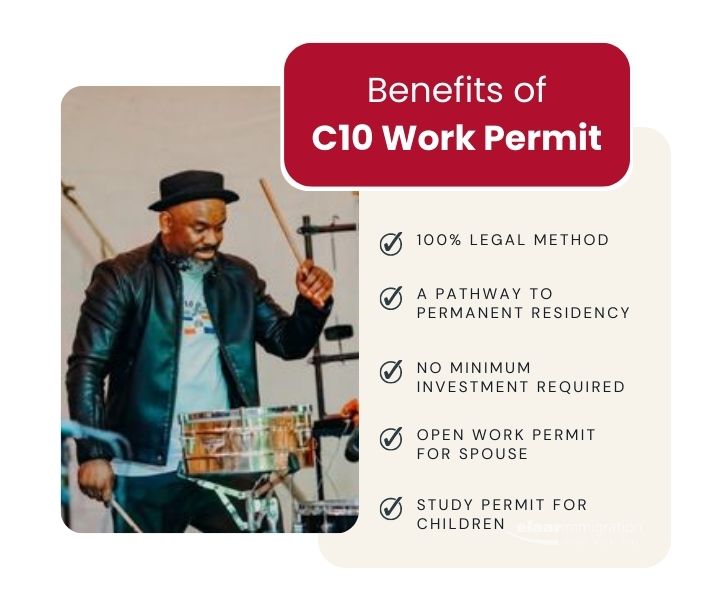 Benefits of
C10 Work Permit
100% LEGAL METHOD
A PATHWAY TO
PERMANENT RESIDENCY
NO MINIMUM
INVESTMENT REQUIRED
OPEN WORK PERMIT
FOR SPOUSE
STUDY PERMIT FOR
CHILDREN
elaarimmigration